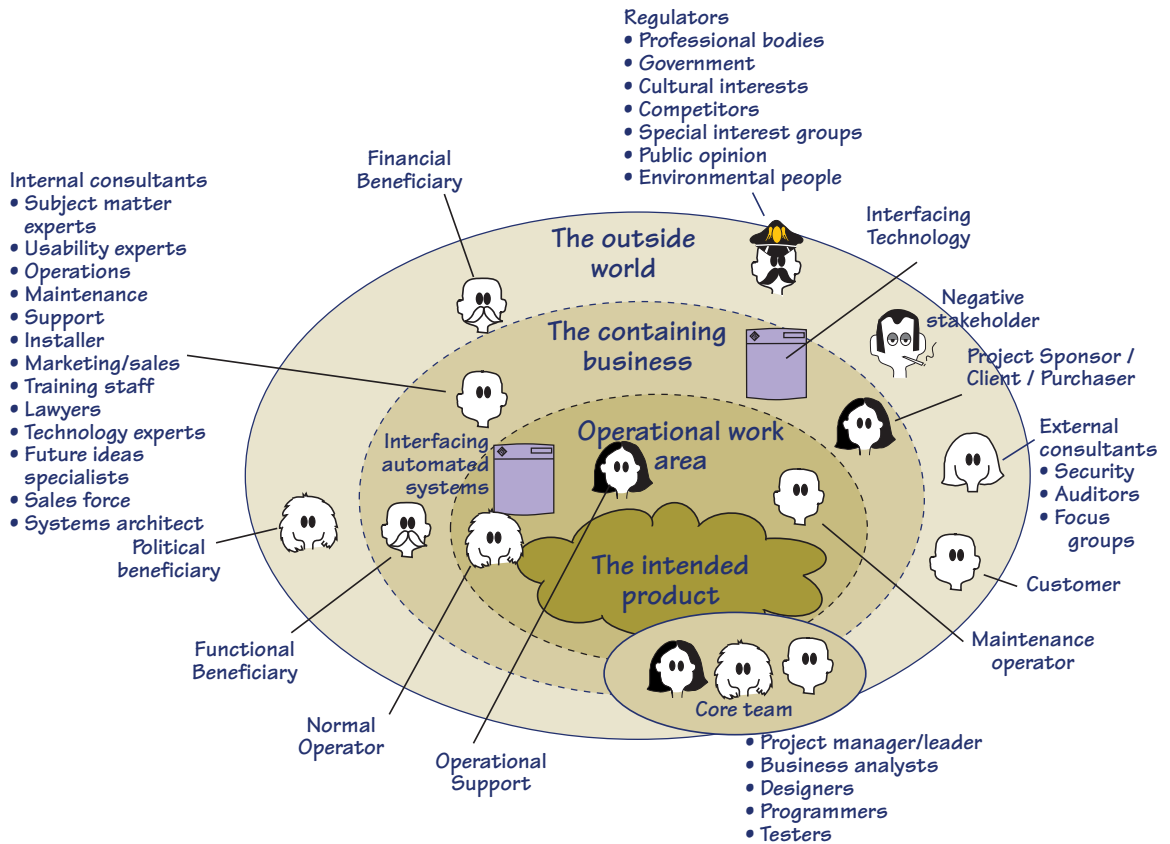 Regulators
• Professional bodies
• Government
• Cultural interests
• Competitors
• Special interest groups
• Public opinion
• Environmental people
Financial
Beneficiary
Internal consultants
• Subject matter
experts
• Usability experts
• Operations
• Maintenance
• Support
• Installer
• Marketing/sales
• Training staff
• Lawyers
• Technology experts
• Future ideas
specialists
• Sales force
• Systems architect
Interfacing
Technology
The outside
world
Negative
stakeholder
The containing
business
Project Sponsor /
Client / Purchaser
Operational work
area
Interfacing
automated
systems
External
consultants
• Security
• Auditors
• Focus
groups
Political
beneficiary
The intended
product
Customer
Functional
Beneficiary
Maintenance
operator
Core team
Normal
Operator
Operational
Support
• Project manager/leader
• Business analysts
• Designers
• Programmers
• Testers